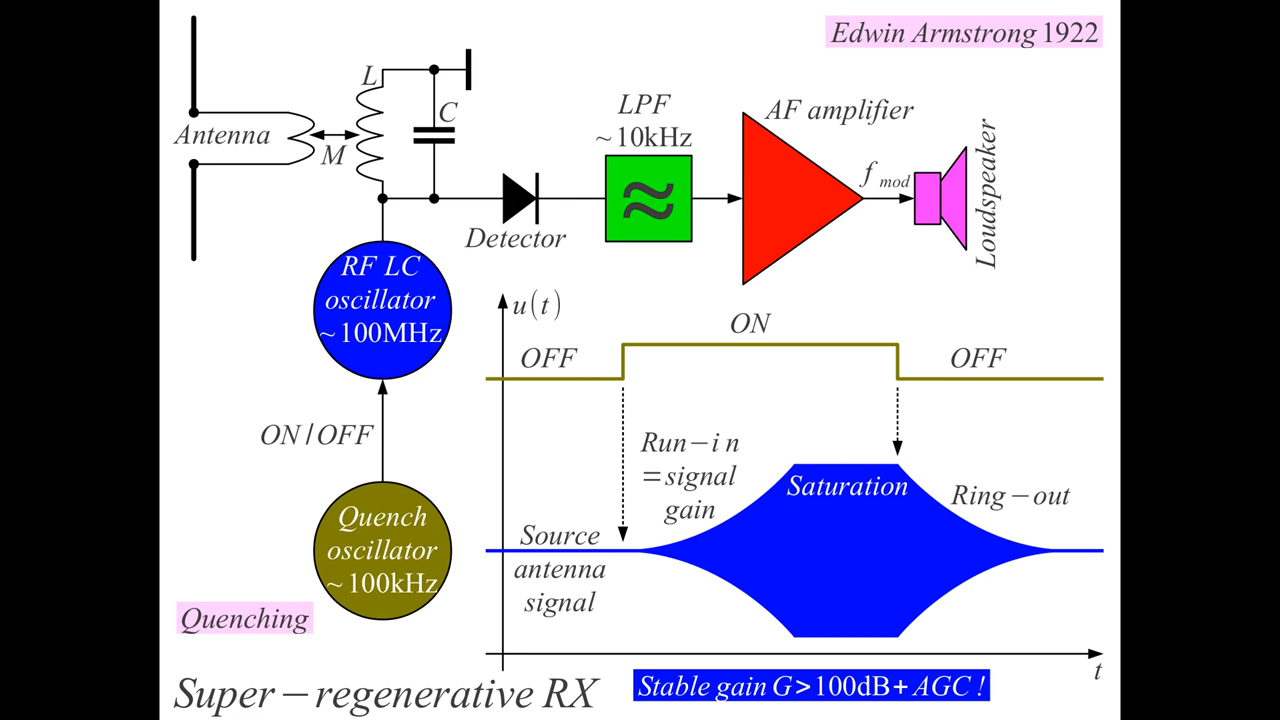 Edwin Armstrong 1922
L
C
Antenna
M
LPF
~10kHz
AF amplifier
f mod
Loudspeaker
Detector
RF LC
oscillator
~100MHz
ON/OFF
Quench
oscillator
~100kHz
Quenching
u(t)
OFF
ON
OFF
Run-in
=signal
gain
Saturation
Ring-out
Source
antenna
signal
t
Super-regenerative RX
Stable gain G>100dB+AGC!